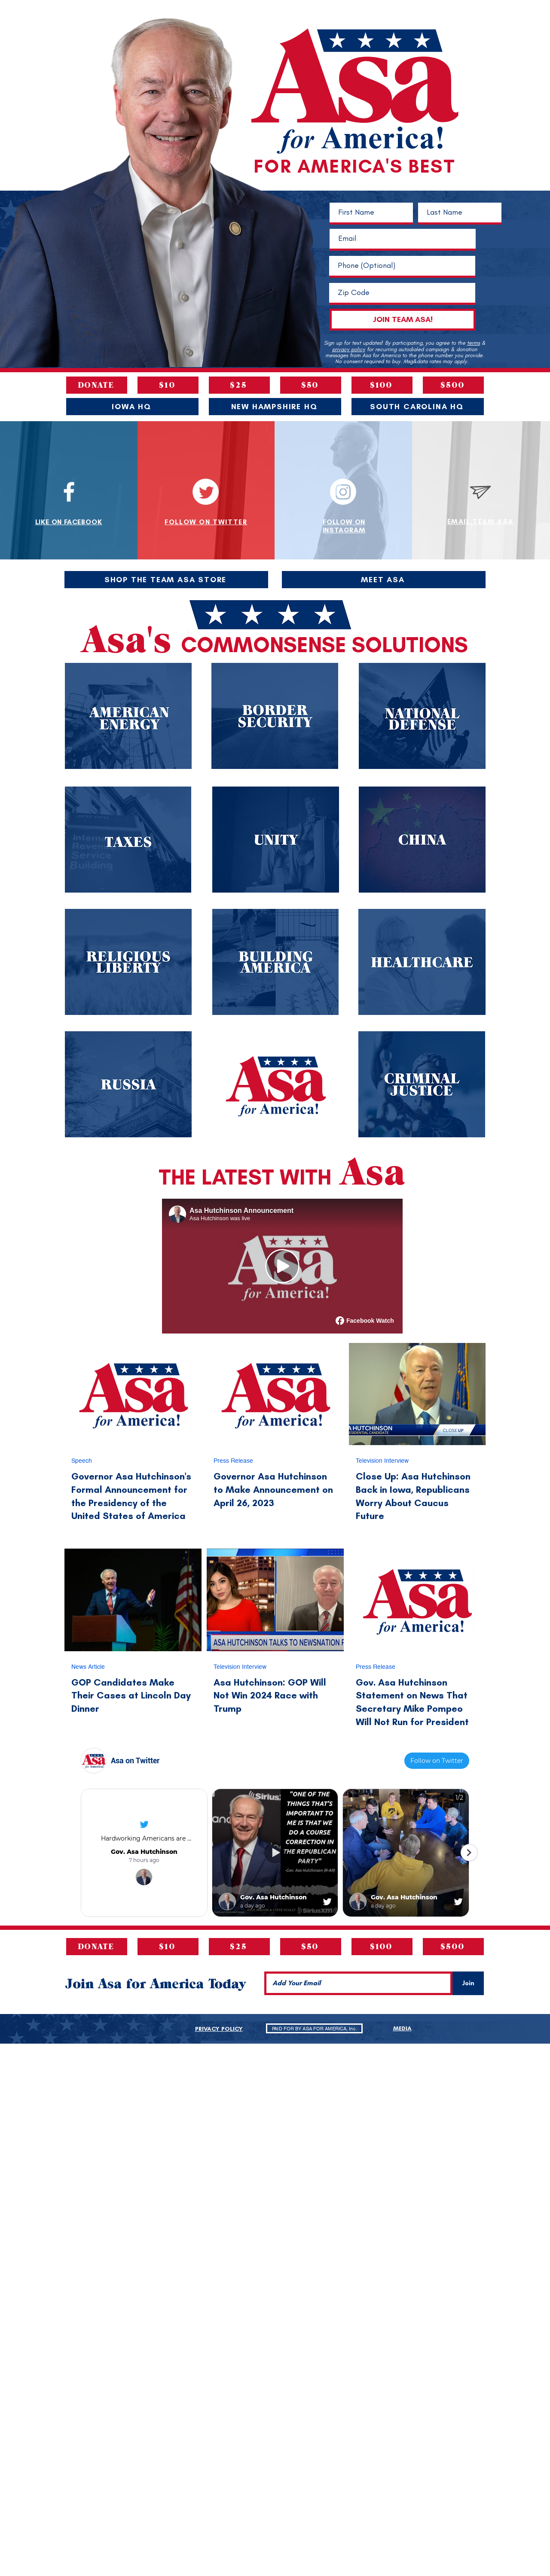 Asa
for America!
FOR AMERICA'S BEST
First Name
Last Name
Email
Phone (Optional)
Zip Code
JOIN TEAM ASA!
Sign up for text updates! By participating, you agree to the terms &
privacy policy for recurring autodialed campaign & donation
messages from Asa for America to the phone number you provide.
No consent required to buy. Msg&data rates may apply.
DONATE
$10
$25
$50
$100
$500
IOWA HQ
NEW HAMPSHIRE HQ
SOUTH CAROLINA HQ
LIKE ON FACEBOOK
FOLLOW ON TWITTER
FOLLOW ON
INSTAGRAM
EMAIL TEAM ASA
SHOP THE TEAM ASA STORE
MEET ASA
Asa's COMMONSENSE SOLUTIONS
AMERICAN
ENERGY
BORDER
SECURITY
NATIONAL
DEFENSE
TAXES
UNITY
CHINA
RELIGIOUS
LIBERTY
BUILDING
AMERICA
HEALTHCARE
RUSSIA
Asa
for America!
CRIMINAL
JUSTICE
THE LATEST WITH Asa
Asa Hutchinson Announcement
Asa Hutchinson was live
Asa
for America!
Facebook Watch
Asa
for America!
Speech
Governor Asa Hutchinson's
Formal Announcement for
the Presidency of the
United States of America
Asa
for America!
Press Release
Governor Asa Hutchinson
to Make Announcement on
April 26, 2023
A HUTCHINSON
CLOSE UP
Television Interview
Close Up: Asa Hutchinson
Back in Iowa, Republicans
Worry About Caucus
Future
News Article
GOP Candidates Make
Their Cases at Lincoln Day
Dinner
ASA HUTCHINSON TALKS TO NEWSNATION
Television Interview
Asa Hutchinson: GOP Will
Not Win 2024 Race with
Trump
Asa
for America!
Press Release
Gov. Asa Hutchinson
Statement on News That
Secretary Mike Pompeo
Will Not Run for President
Asa on Twitter
Follow on Twitter
Hardworking Americans are ...
Gov. Asa Hutchinson
7 hours ago
"ONE OF THE
THINGS THAT'S
IMPORTANT TO
ME IS THAT WE
DO A COURSE
CORRECTION IN
THE REPUBLICAN
PARTY"
Gov. Asa Hutchinson
a day ago
1/2
Gov. Asa Hutchinson
a day ago
DONATE
$10
$25
$50
$100
$500
Join Asa for America Today
Add Your Email
Join
PRIVACY POLICY
PAID FOR BY ASA FOR AMERICA, Inc.
MEDIA